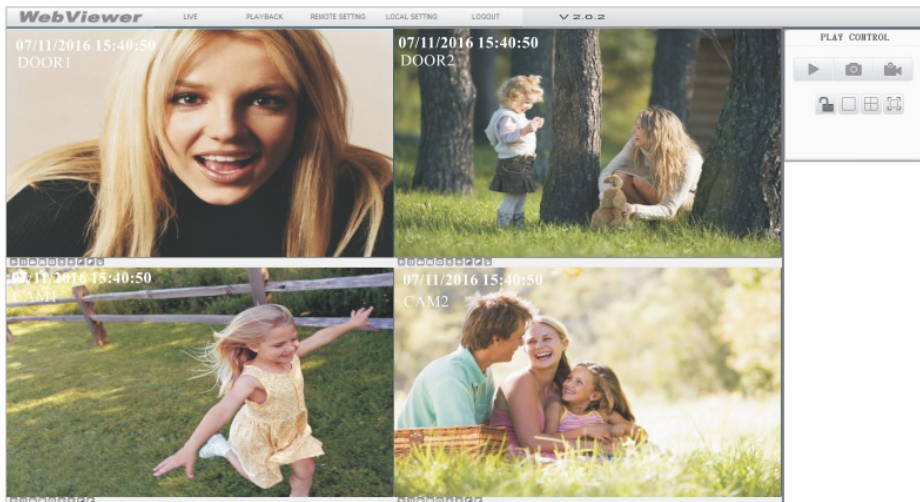 WebViewer LIVE PLAYBACK REMOTE SETTING LOCAL SETTING LOGOUT V 2.0.2
PLAY CONTROL
07/11/2016 15:40:50
DOOR1
07/11/2016 15:40:50
DOOR2
07/11/2016 15:40:50
CAM1
07/11/2016 15:40:50
CAM2